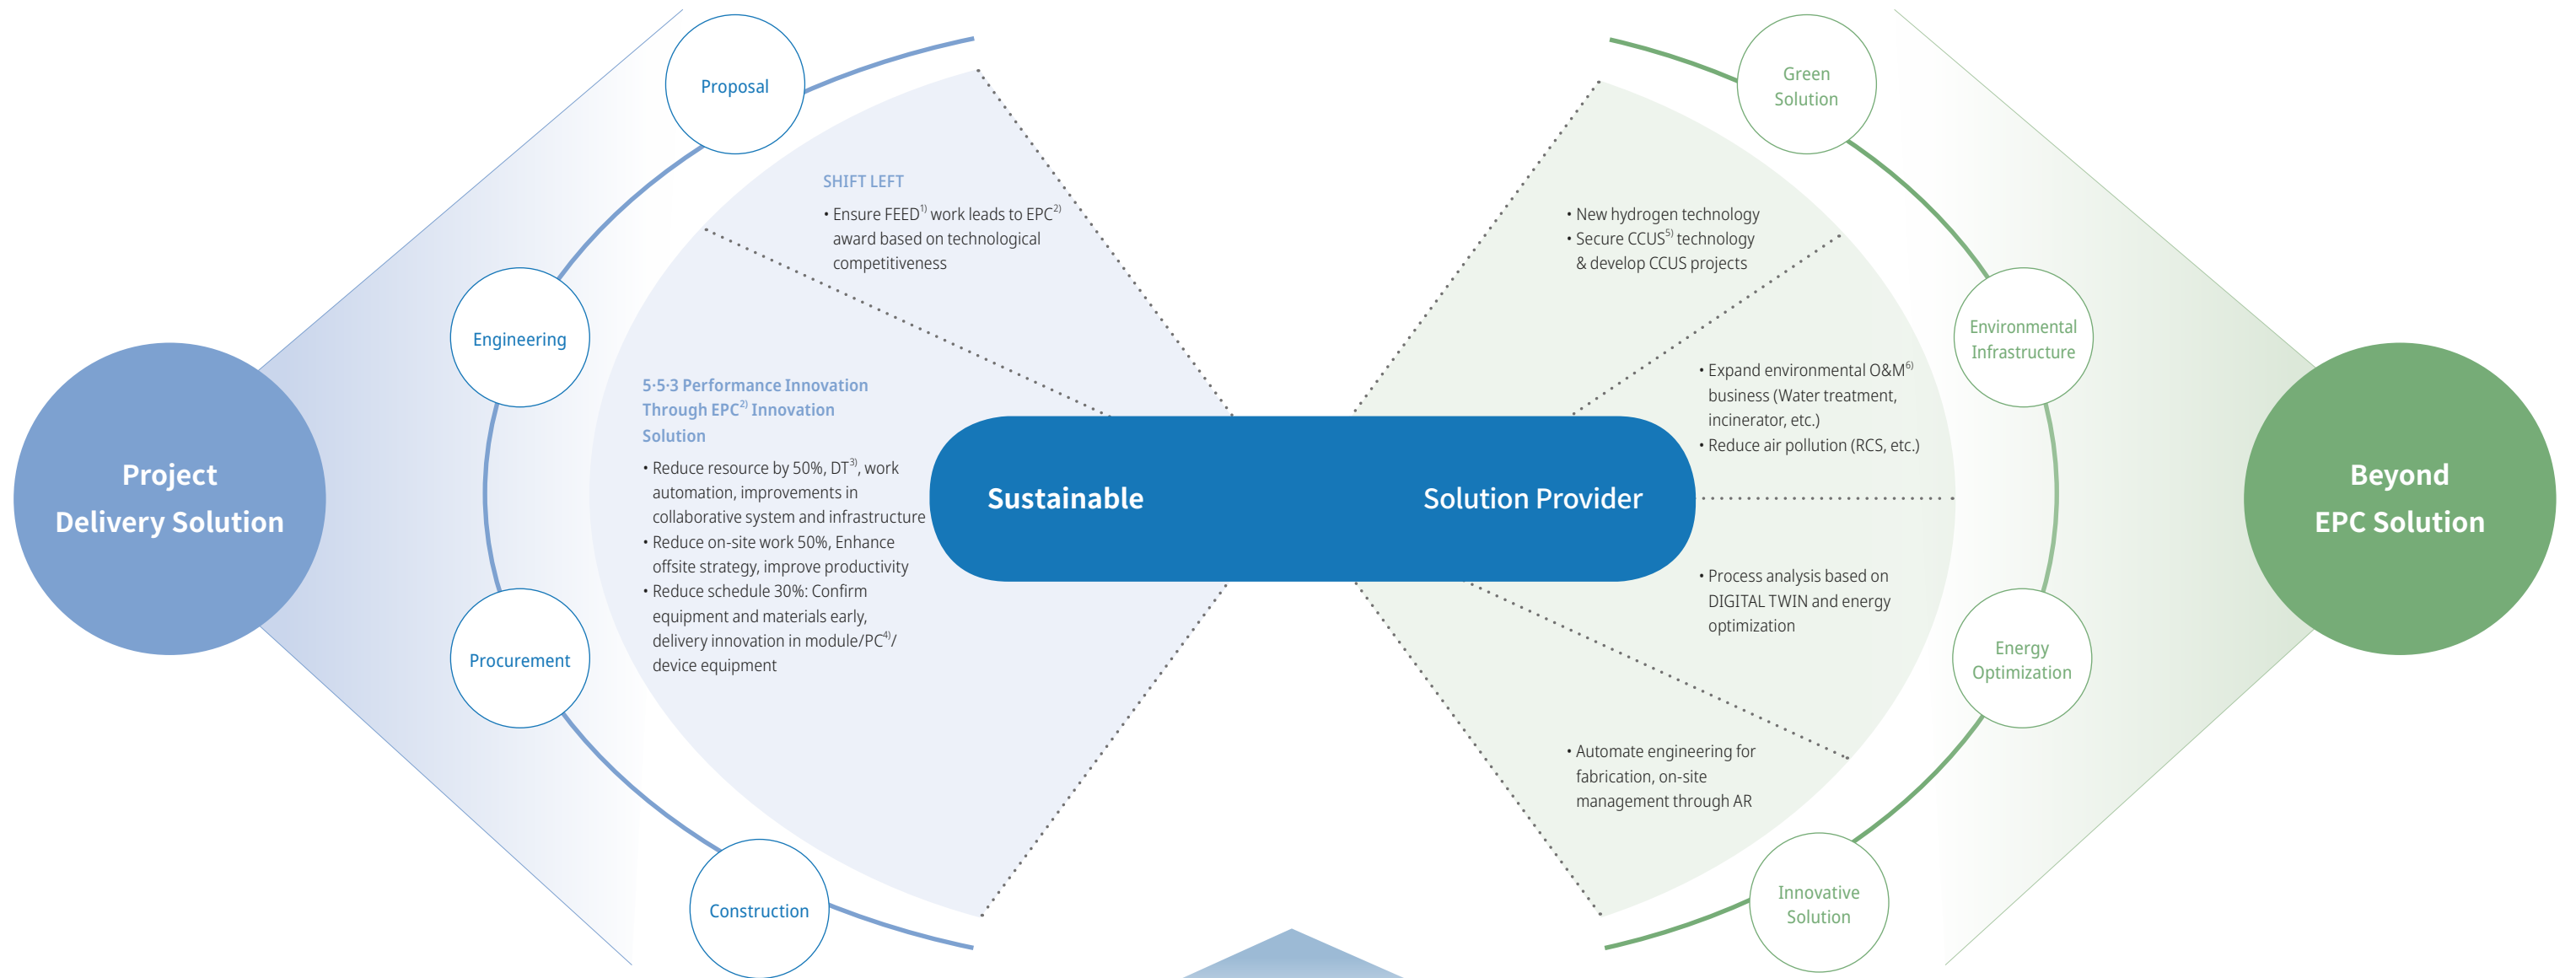 Project
Delivery Solution
Proposal
Engineering
Procurement
Construction
SHIFT LEFT
• Ensure FEED1) work leads to EPC2)
award based on technological
competitiveness
5·5·3 Performance Innovation
Through EPC2) Innovation
Solution
• Reduce resource by 50%, DT3), work
automation, improvements in
collaborative system and infrastructure
• Reduce on-site work 50%, Enhance
offsite strategy, improve productivity
• Reduce schedule 30%: Confirm
equipment and materials early,
delivery innovation in module/PC4)/
device equipment
Sustainable Solution Provider
• New hydrogen technology
• Secure CCUS5) technology
& develop CCUS projects
• Expand environmental O&M6)
business (Water treatment,
incinerator, etc.)
• Reduce air pollution (RCS, etc.)
• Process analysis based on
DIGITAL TWIN and energy
optimization
• Automate engineering for
fabrication, on-site
management through AR
Green
Solution
Environmental
Infrastructure
Energy
Optimization
Innovative
Solution
Beyond
EPC Solution